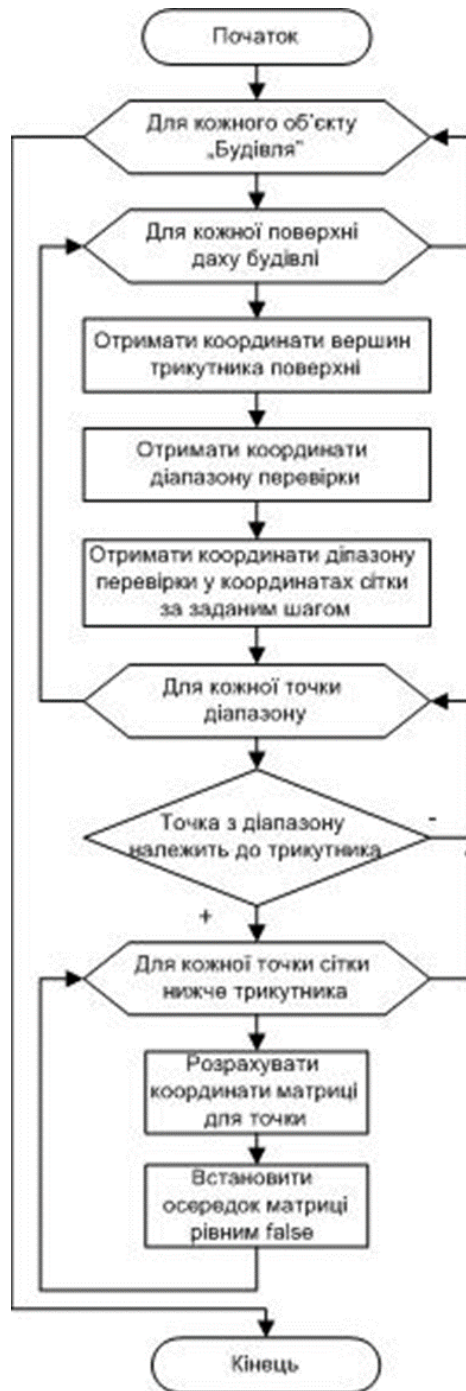 Початок
Для кожного об'єкту
„Будівля"
Для кожної поверхні
даху будівлі
Отримати координати вершин
трикутника поверхні
Отримати координати
діапазону перевірки
Отримати координати діпазону
перевірки у координатах сітки
за заданим шагом
Для кожної точки
діапазону
Точка з діапазону
належить до трикутника
-
+
Для кожної точки сітки
нижче трикутника
Розрахувати
координати матриці
для точки
Встановити
осередок матриці
рівним false
Кінець